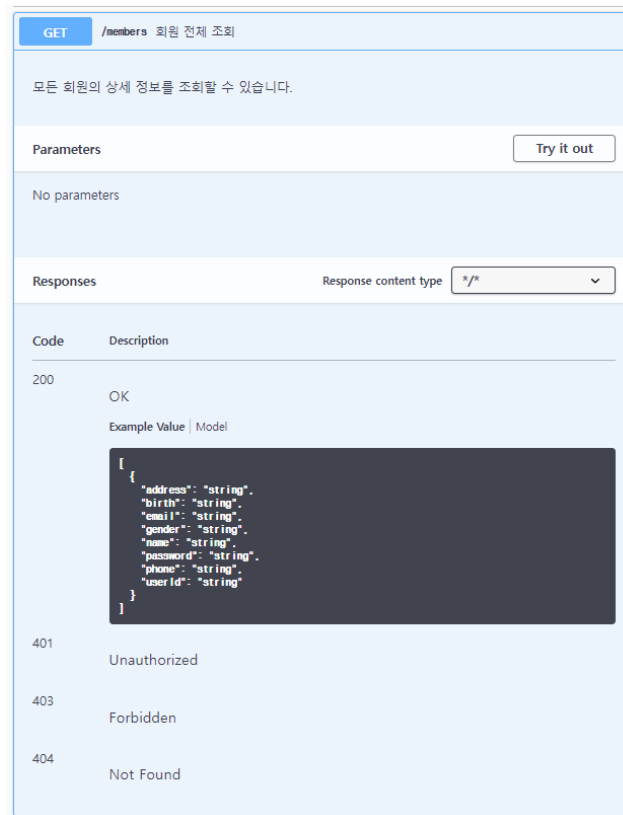 GET /members 회원 전체 조회
모든 회원의 상세 정보를 조회할 수 있습니다.
Parameters Try it out
No parameters
Responses Response content type */*
Code Description
200
OK
Example Value Model
[
{
"address": "string",
"birth": "string",
"email": "string",
"gender": "string",
"name": "string",
"password": "string",
"phone": "string",
"userId": "string"
}
]
401
Unauthorized
403
Forbidden
404
Not Found